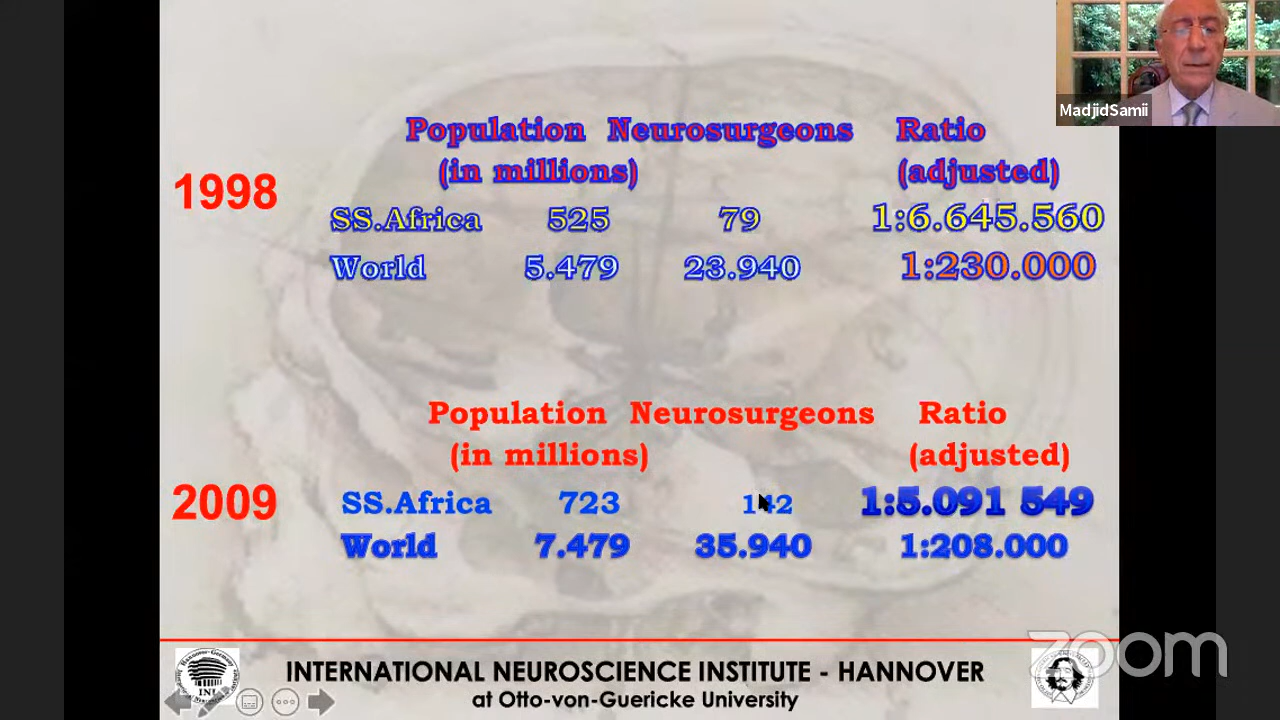 MadjidSamii
Population Neurosurgeons Ratio
(in millions) (adjusted)
1998
SS.Africa 525 79 1:6.645.560
World 5.479 23.940 1:230.000
Population Neurosurgeons Ratio
(in millions) (adjusted)
2009
SS.Africa 723 142 1:5.091 549
World 7.479 35.940 1:208.000
INTERNATIONAL NEUROSCIENCE INSTITUTE - HANNOVER
at Otto-von-Guericke University
INI
zoom